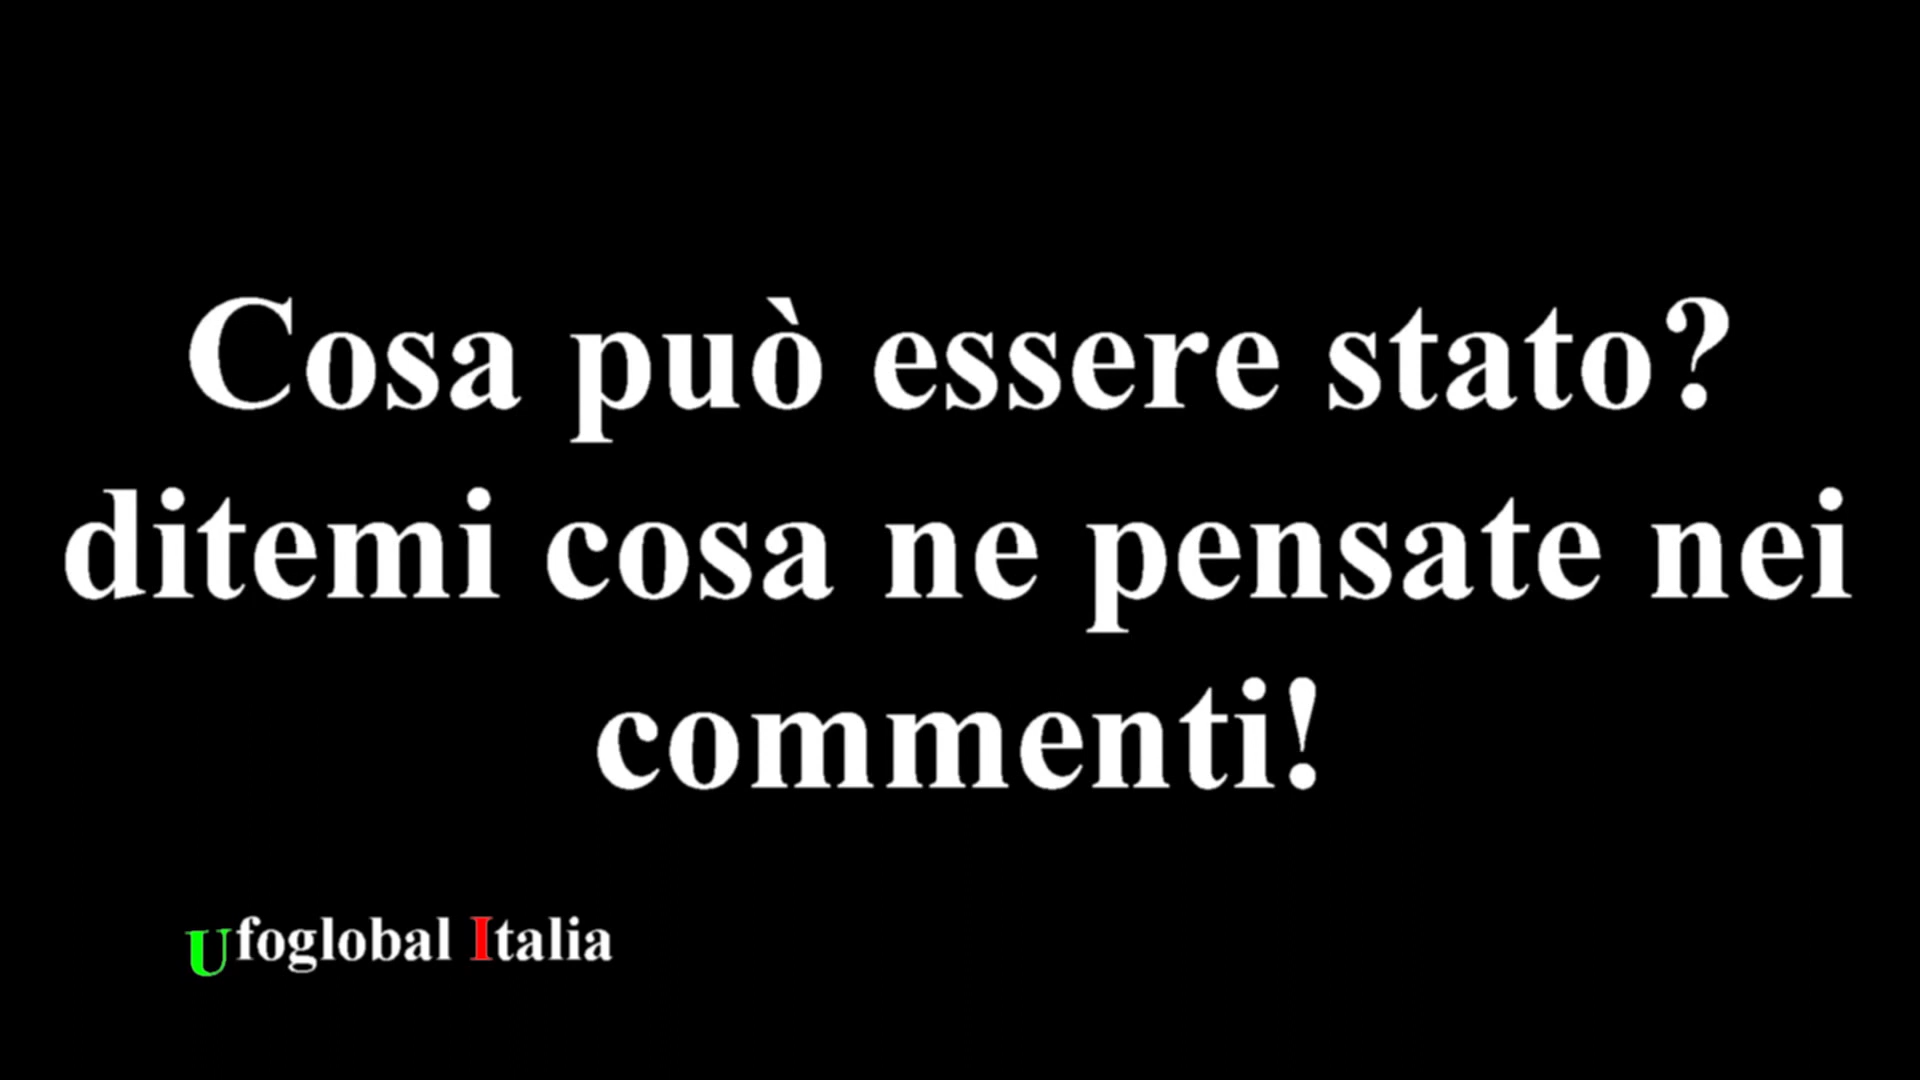 Cosa può essere stato?
ditemi cosa ne pensate nei
commenti!
Ufoglobal Italia